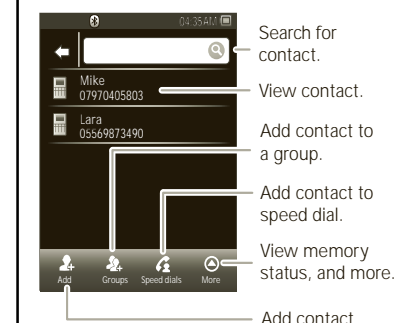 04:35AM
Search for
contact.
Mike
07970405803
View contact.
Lara
05569873490
Add contact to
a group.
Add contact to
speed dial.
View memory
status, and more.
Add Groups Speed dials More
Add contact